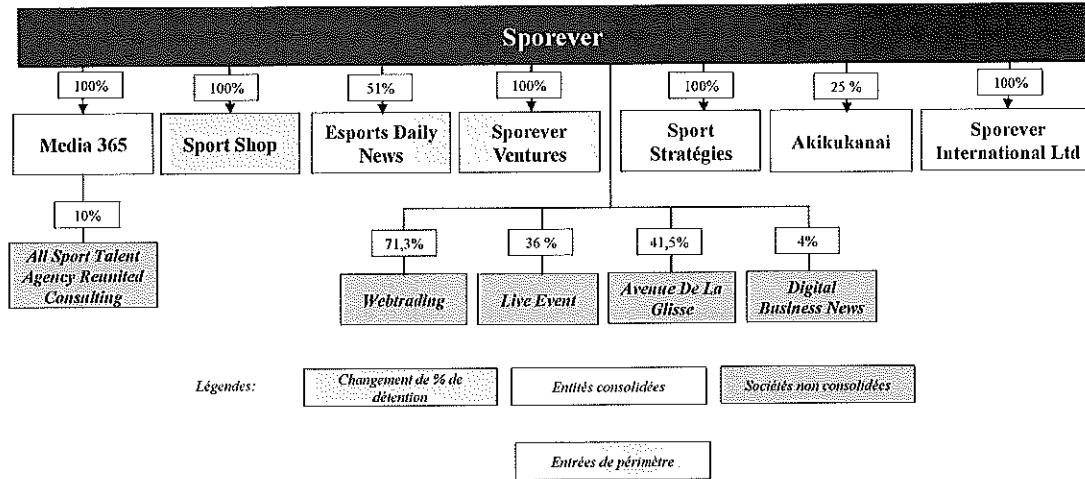 Sporever
100% 100% 51% 100% 100% 25 % 100%
Media 365
Sport Shop
Esports Daily
News
Sporever
Ventures
Sport
Stratégies
Akikukanai
Sporever
International Ltd
10%
71,3% 36 % 41,5% 4%
All Sport Talent
Agency Reunited
Consulting
Webtrading
Live Event
Avenue De La
Glisse
Digital
Business News
Légendes:
Changement de % de
détention
Entités consolidées
Sociétés non consolidées
Entrées de périmètre